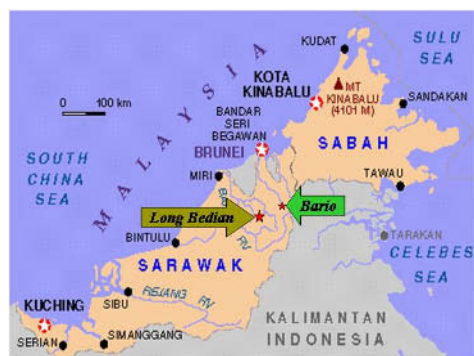 SULU
SEA
KUDAT
KOTA
KINABALU
MT
KINABALU
(4101 M)
SANDAKAN
0 100 km
MALAYSIA
BANDAR
SERI
BEGAWAN
BRUNEI
SABAH
SOUTH
CHINA
SEA
MIRI
TAWAU
Long Bedian
Bario
RV
TARAKAN
CELEBES
SEA
BINTULU
SARAWAK
KUCHING
SIBU
REJANG RV
KALIMANTAN
INDONESIA
SERIAN
SIMANGGANG